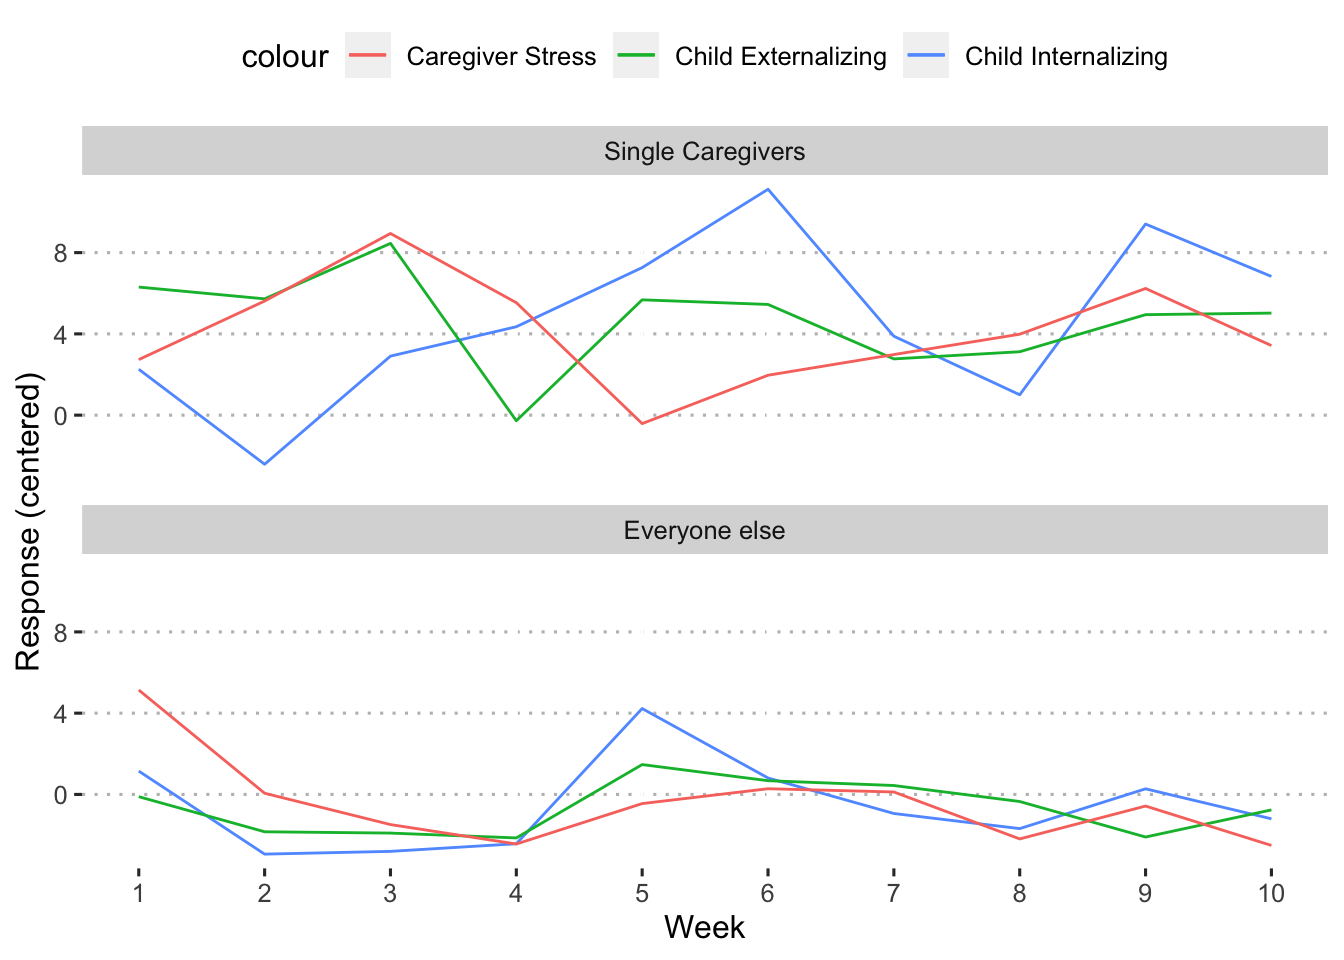 colour Caregiver Stress Child Externalizing Child Internalizing
Single Caregivers
8
4
0
Response (centered)
Everyone else
8
4
0
1 2 3 4 5 6 7 8 9 10
Week